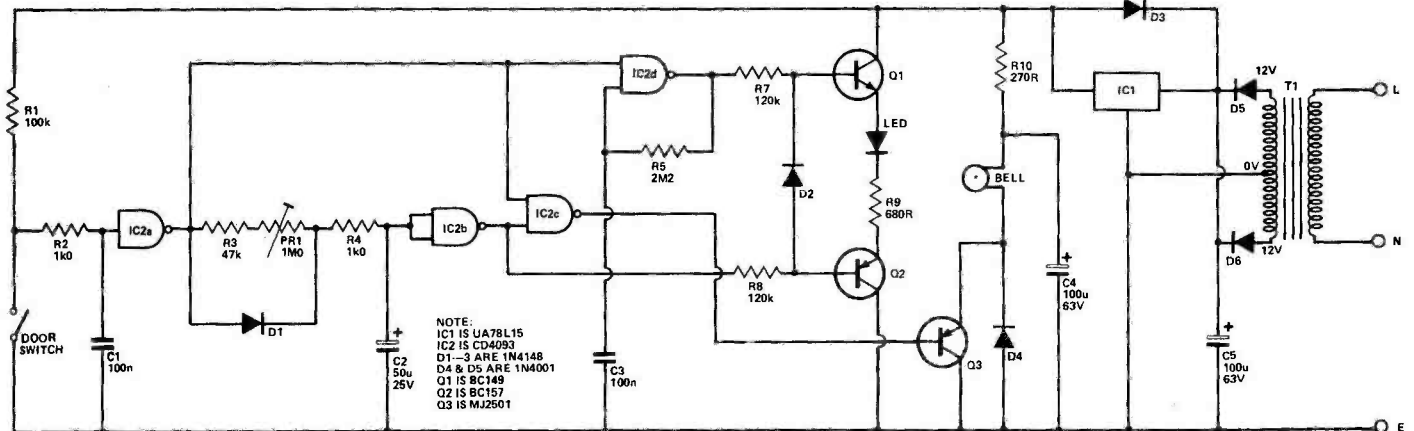 R1
100k
DOOR
SWITCH
R2
1k0
C1
100n
IC2a
R3
47k
PR1
1M0
D1
R4
1k0
C2
50u
25V
IC2b
IC2c
IC2d
R5
2M2
C3
100n
NOTE:
IC1 IS UA78L15
IC2 IS CD4093
D1--3 ARE 1N4148
D4 & D5 ARE 1N4001
Q1 IS BC149
Q2 IS BC157
Q3 IS MJ2501
R7
120k
R8
120k
D2
Q1
LED
R9
680R
Q2
Q3
R10
270R
BELL
D4
C4
100u
63V
+
+
+
D3
IC1
12V
D5
0V
D6
12V
T1
C5
100u
63V
L
N
E